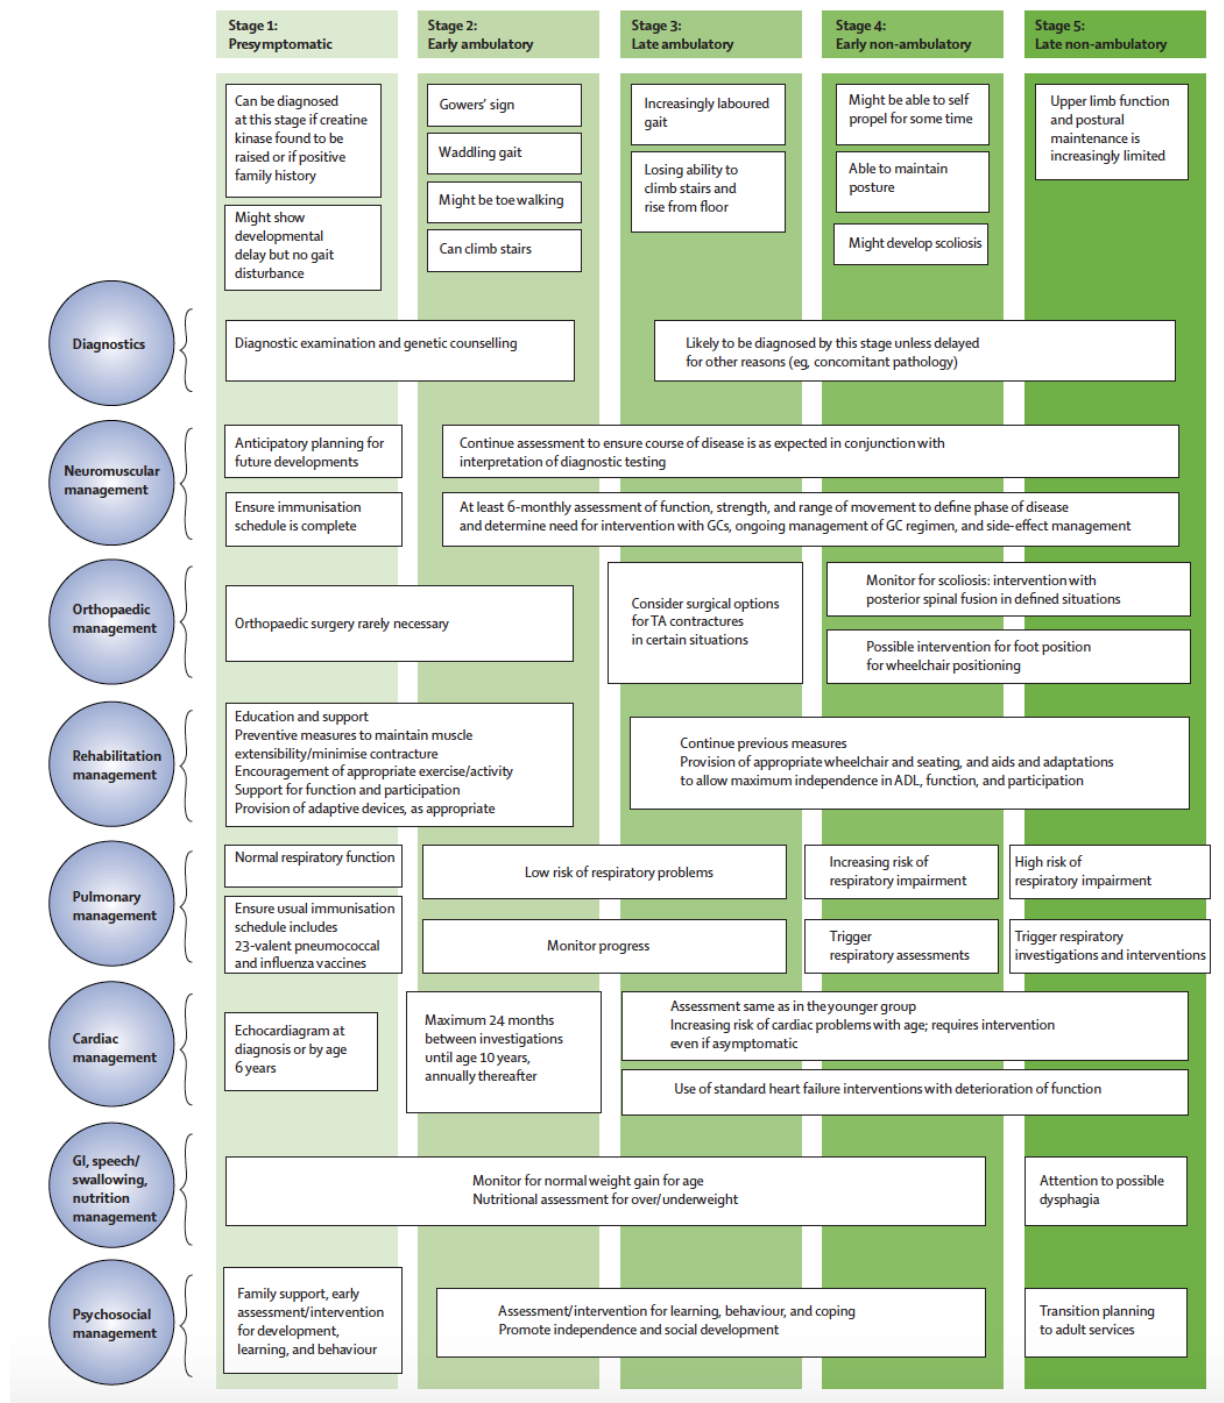 Stage 1:
Presymptomatic
Stage 2:
Early ambulatory
Stage 3:
Late ambulatory
Stage 4:
Early non-ambulatory
Stage 5:
Late non-ambulatory
Can be diagnosed
at this stage if creatine
kinase found to be
raised or if positive
family history
Might show
developmental
delay but no gait
disturbance
Gowers' sign
Waddling gait
Might be toe walking
Can climb stairs
Increasingly laboured
gait
Losing ability to
climb stairs and
rise from floor
Might be able to self
propel for some time
Able to maintain
posture
Might develop scoliosis
Upper limb function
and postural
maintenance is
increasingly limited
Diagnostics
Diagnostic examination and genetic counselling
Likely to be diagnosed by this stage unless delayed
for other reasons (eg, concomitant pathology)
Neuromuscular
management
Anticipatory planning for
future developments
Ensure immunisation
schedule is complete
Continue assessment to ensure course of disease is as expected in conjunction with
interpretation of diagnostic testing
At least 6-monthly assessment of function, strength, and range of movement to define phase of disease
and determine need for intervention with GCs, ongoing management of GC regimen, and side-effect management
Orthopaedic
management
Orthopaedic surgery rarely necessary
Consider surgical options
for TA contractures
in certain situations
Monitor for scoliosis: intervention with
posterior spinal fusion in defined situations
Possible intervention for foot position
for wheelchair positioning
Rehabilitation
management
Education and support
Preventive measures to maintain muscle
extensibility/minimise contracture
Encouragement of appropriate exercise/activity
Support for function and participation
Provision of adaptive devices, as appropriate
Continue previous measures
Provision of appropriate wheelchair and seating, and aids and adaptations
to allow maximum independence in ADL, function, and participation
Pulmonary
management
Normal respiratory function
Ensure usual immunisation
schedule includes
23-valent pneumococcal
and influenza vaccines
Low risk of respiratory problems
Monitor progress
Increasing risk of
respiratory impairment
Trigger
respiratory assessments
High risk of
respiratory impairment
Trigger respiratory
investigations and interventions
Cardiac
management
Echocardiagram at
diagnosis or by age
6 years
Maximum 24 months
between investigations
until age 10 years,
annually thereafter
Assessment same as in the younger group
Increasing risk of cardiac problems with age; requires intervention
even if asymptomatic
Use of standard heart failure interventions with deterioration of function
GI, speech/
swallowing,
nutrition
management
Monitor for normal weight gain for age
Nutritional assessment for over/underweight
Attention to possible
dysphagia
Psychosocial
management
Family support, early
assessment/intervention
for development,
learning, and behaviour
Assessment/intervention for learning, behaviour, and coping
Promote independence and social development
Transition planning
to adult services